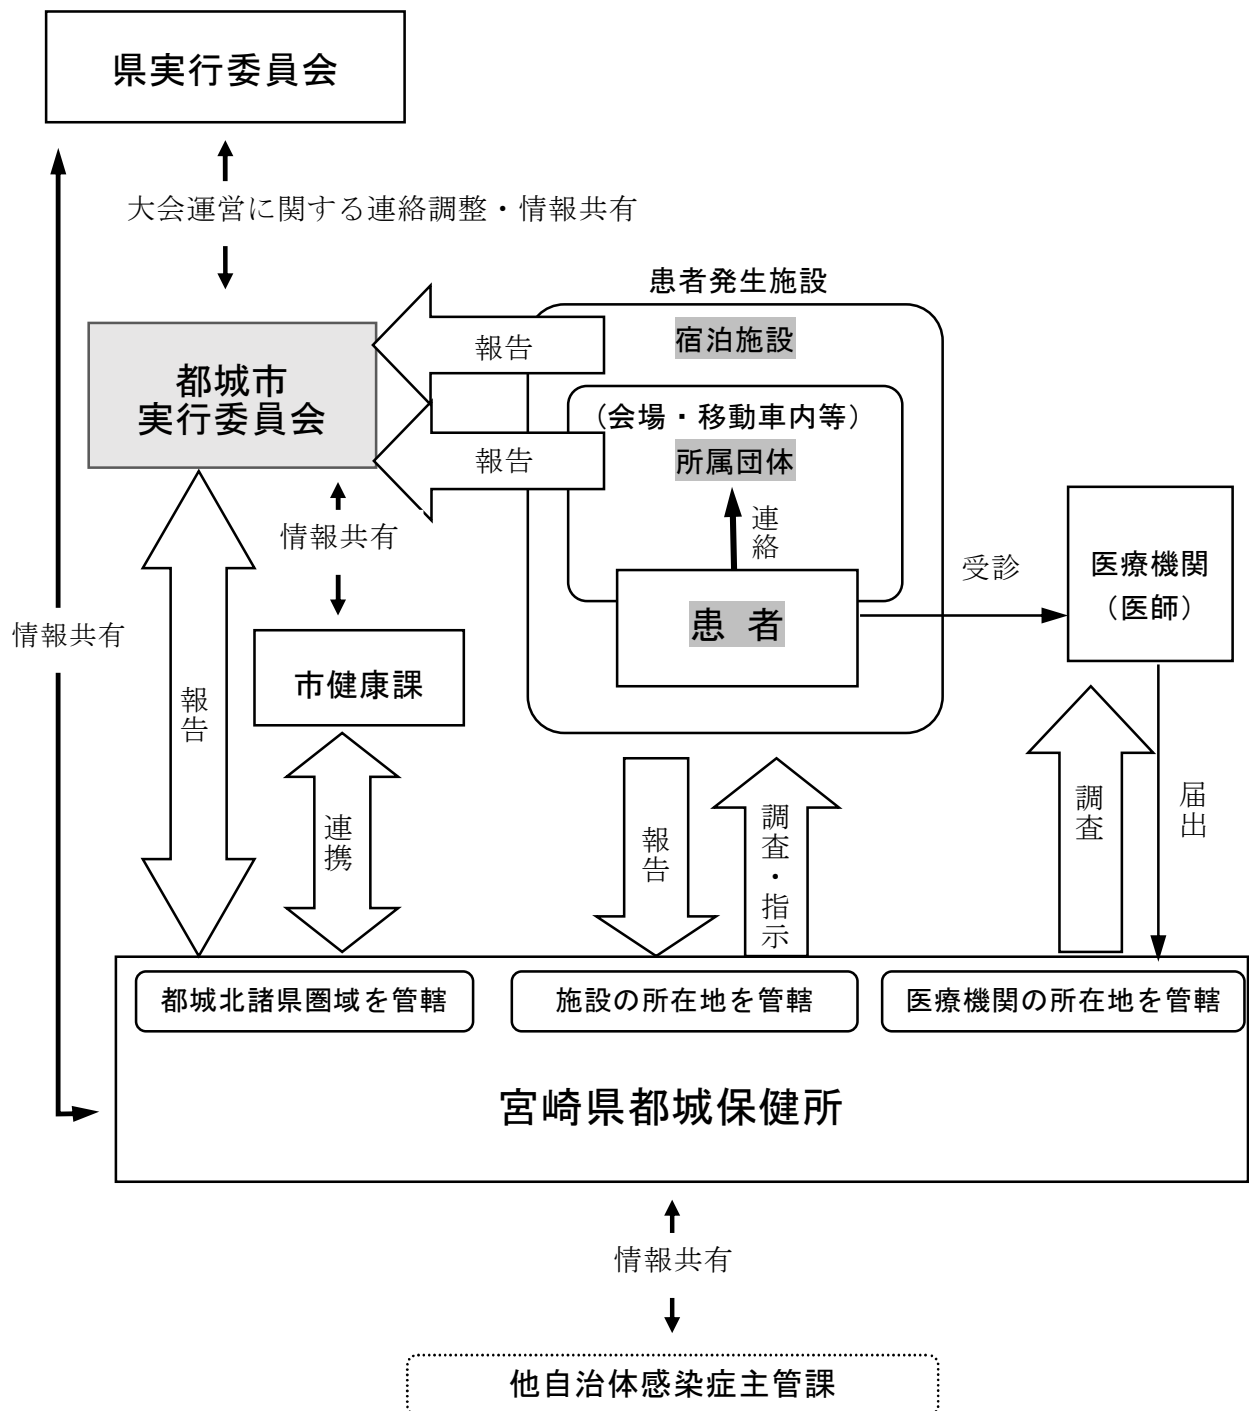 県実行委員会
大会運営に関する連絡調整・情報共有
患者発生施設
宿泊施設
報告
都城市
実行委員会
(会場・移動車内等)
所属団体
報告
連絡
情報共有
受診
医療機関
(医師)
患 者
情報共有
市健康課
報告
連携
報告
調査・指示
調査
届出
都城北諸県圏域を管轄
施設の所在地を管轄
医療機関の所在地を管轄
宮崎県都城保健所
情報共有
他自治体感染症主管課